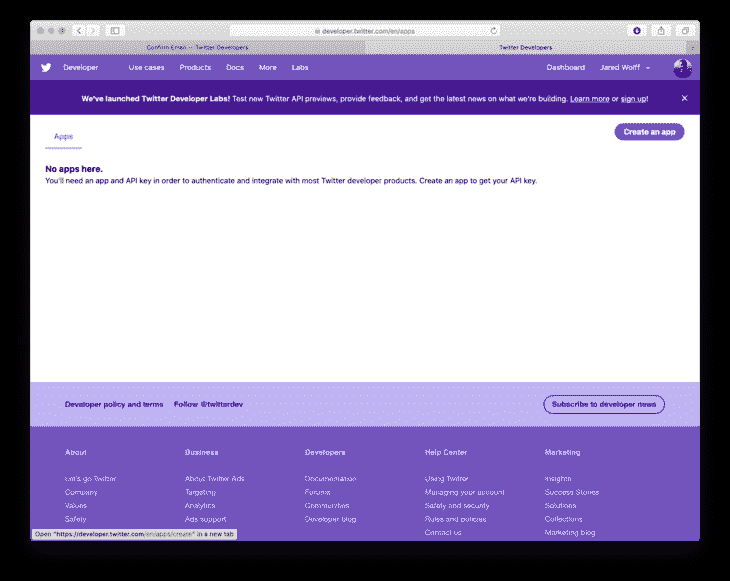 developer.twitter.com/en/apps
Confirm Email — Twitter Developers
Twitter Developers
Developer Use cases Products Docs More Labs Dashboard Jared Wolff
We've launched Twitter Developer Labs! Test new Twitter API previews, provide feedback, and get the latest news on what we're building. Learn more or sign up!
Apps
Create an app
No apps here.
You'll need an app and API key in order to authenticate and integrate with most Twitter developer products. Create an app to get your API key.
Developer policy and terms Follow @twitterdev Subscribe to developer news
About Business Developers Help Center Marketing
Let's go Twitter About Twitter Ads Documentation Using Twitter Insights
Company Targeting Forums Managing your account Success Stories
Values Analytics Communities Safety and security Solutions
Safety Ads support Developer blog Rules and policies Collections
Contact us Marketing blog
Open "https://developer.twitter.com/en/apps/create" in a new tab